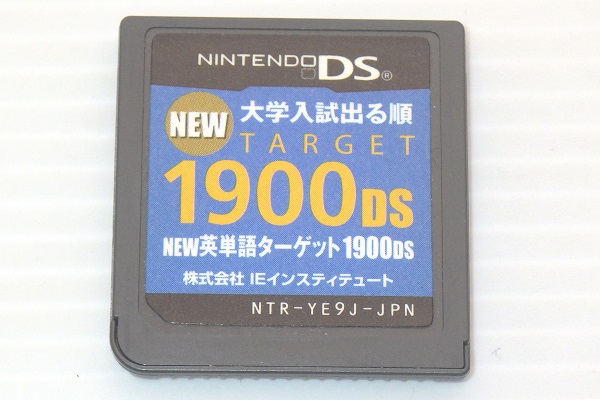 NINTENDO DS®
NEW
大学入試出る順
TARGET
1900DS
NEW英単語ターゲット1900DS
株式会社 IEインスティテュート
NTR-YE9J-JPN